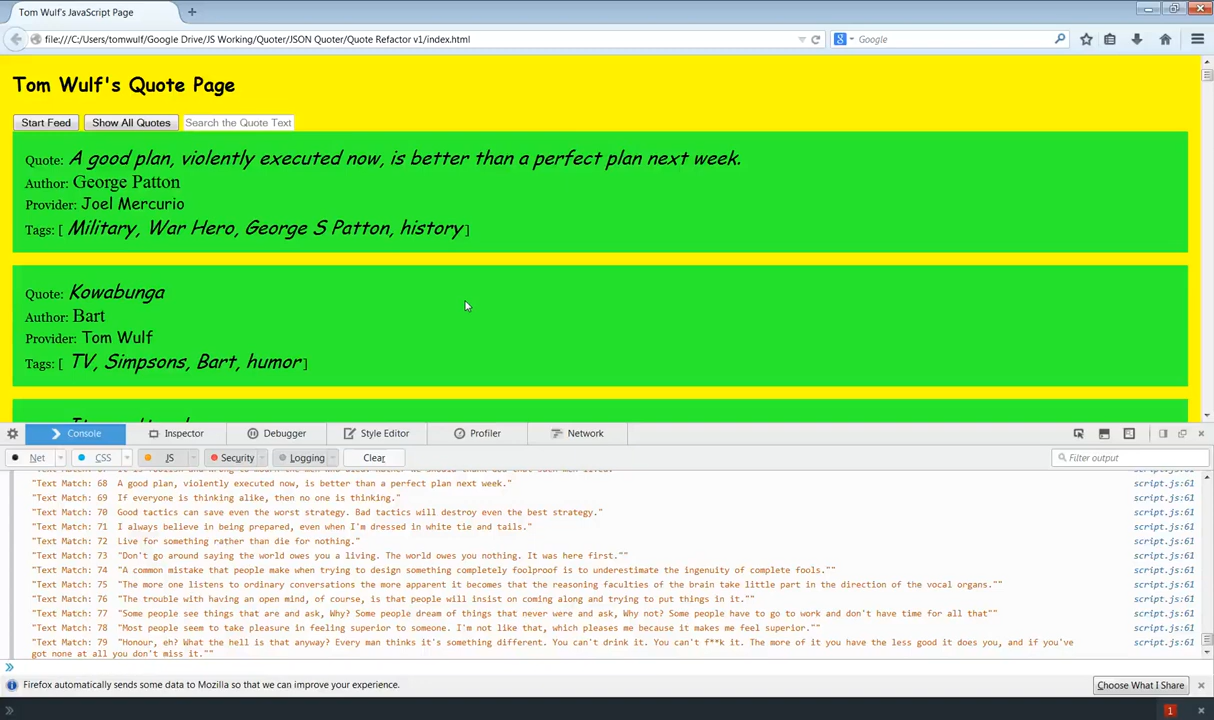 Tom Wulf's JavaScript Page
file:///C:/Users/tomwulf/Google Drive/JS Working/Quoter/JSON Quoter/Quote Refactor v1/index.html
Google
Tom Wulf's Quote Page
Start Feed Show All Quotes Search the Quote Text
Quote: A good plan, violently executed now, is better than a perfect plan next week.
Author: George Patton
Provider: Joel Mercurio
Tags: [ Military, War Hero, George S Patton, history ]
Quote: Kowabunga
Author: Bart
Provider: Tom Wulf
Tags: [ TV, Simpsons, Bart, humor ]
Console Inspector Debugger Style Editor Profiler Network
Net CSS JS Security Logging Clear Filter output
"Text Match: 68 A good plan, violently executed now, is better than a perfect plan next week." script.js:61
"Text Match: 69 If everyone is thinking alike, then no one is thinking." script.js:61
"Text Match: 70 Good tactics can save even the worst strategy. Bad tactics will destroy even the best strategy." script.js:61
"Text Match: 71 I always believe in being prepared, even when I'm dressed in white tie and tails." script.js:61
"Text Match: 72 Live for something rather than die for nothing." script.js:61
"Text Match: 73 "Don't go around saying the world owes you a living. The world owes you nothing. It was here first."" script.js:61
"Text Match: 74 "A common mistake that people make when trying to design something completely foolproof is to underestimate the ingenuity of complete fools."" script.js:61
"Text Match: 75 "The more one listens to ordinary conversations the more apparent it becomes that the reasoning faculties of the brain take little part in the direction of the vocal organs."" script.js:61
"Text Match: 76 "The trouble with having an open mind, of course, is that people will insist on coming along and trying to put things in it."" script.js:61
"Text Match: 77 "Some people see things that are and ask, Why? Some people dream of things that never were and ask, Why not? Some people have to go to work and don't have time for all that"" script.js:61
"Text Match: 78 "Most people seem to take pleasure in feeling superior to someone. I'm not like that, which pleases me because it makes me feel superior."" script.js:61
"Text Match: 79 "Honour, eh? What the hell is that anyway? Every man thinks it's something different. You can't drink it. You can't f**k it. The more of it you have the less good it does you, and if you've script.js:61
got none at all you don't miss it.""
Firefox automatically sends some data to Mozilla so that we can improve your experience. Choose What I Share
1